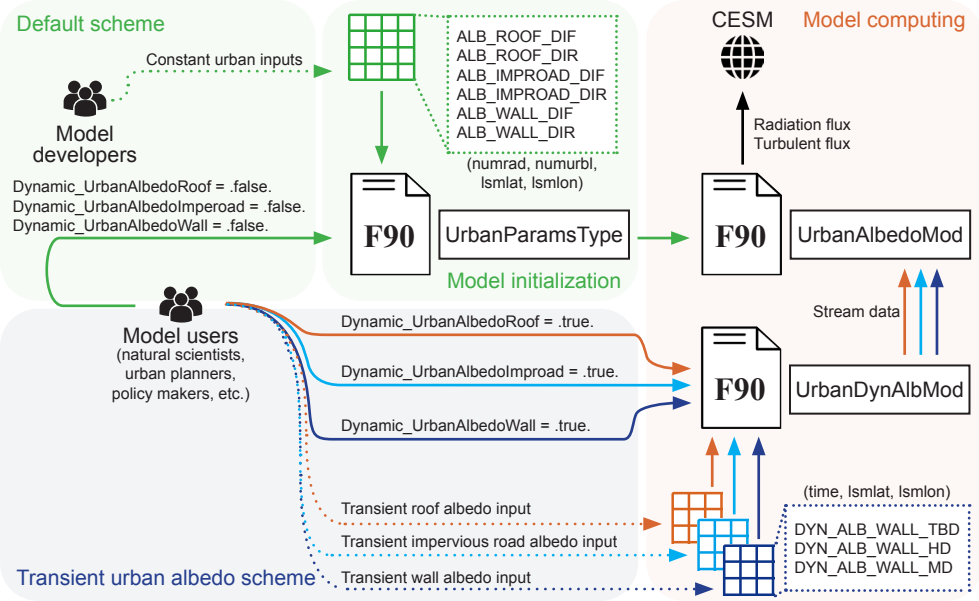 Default scheme
Constant urban inputs
Model
developers
Dynamic_UrbanAlbedoRoof = .false.
Dynamic_UrbanAlbedoImperoad = .false.
Dynamic_UrbanAlbedoWall = .false.
ALB_ROOF_DIF
ALB_ROOF_DIR
ALB_IMPROAD_DIF
ALB_IMPROAD_DIR
ALB_WALL_DIF
ALB_WALL_DIR
(numrad, numurbl,
lsmlat, lsmlon)
F90
UrbanParamsType
Model initialization
CESM
Model computing
Radiation flux
Turbulent flux
F90
UrbanAlbedoMod
Stream data
Model users
(natural scientists,
urban planners,
policy makers, etc.)
Dynamic_UrbanAlbedoRoof = .true.
Dynamic_UrbanAlbedoImproad = .true.
Dynamic_UrbanAlbedoWall = .true.
F90
UrbanDynAlbMod
Transient roof albedo input
Transient impervious road albedo input
Transient wall albedo input
Transient urban albedo scheme
(time, lsmlat, lsmlon)
DYN_ALB_WALL_TBD
DYN_ALB_WALL_HD
DYN_ALB_WALL_MD